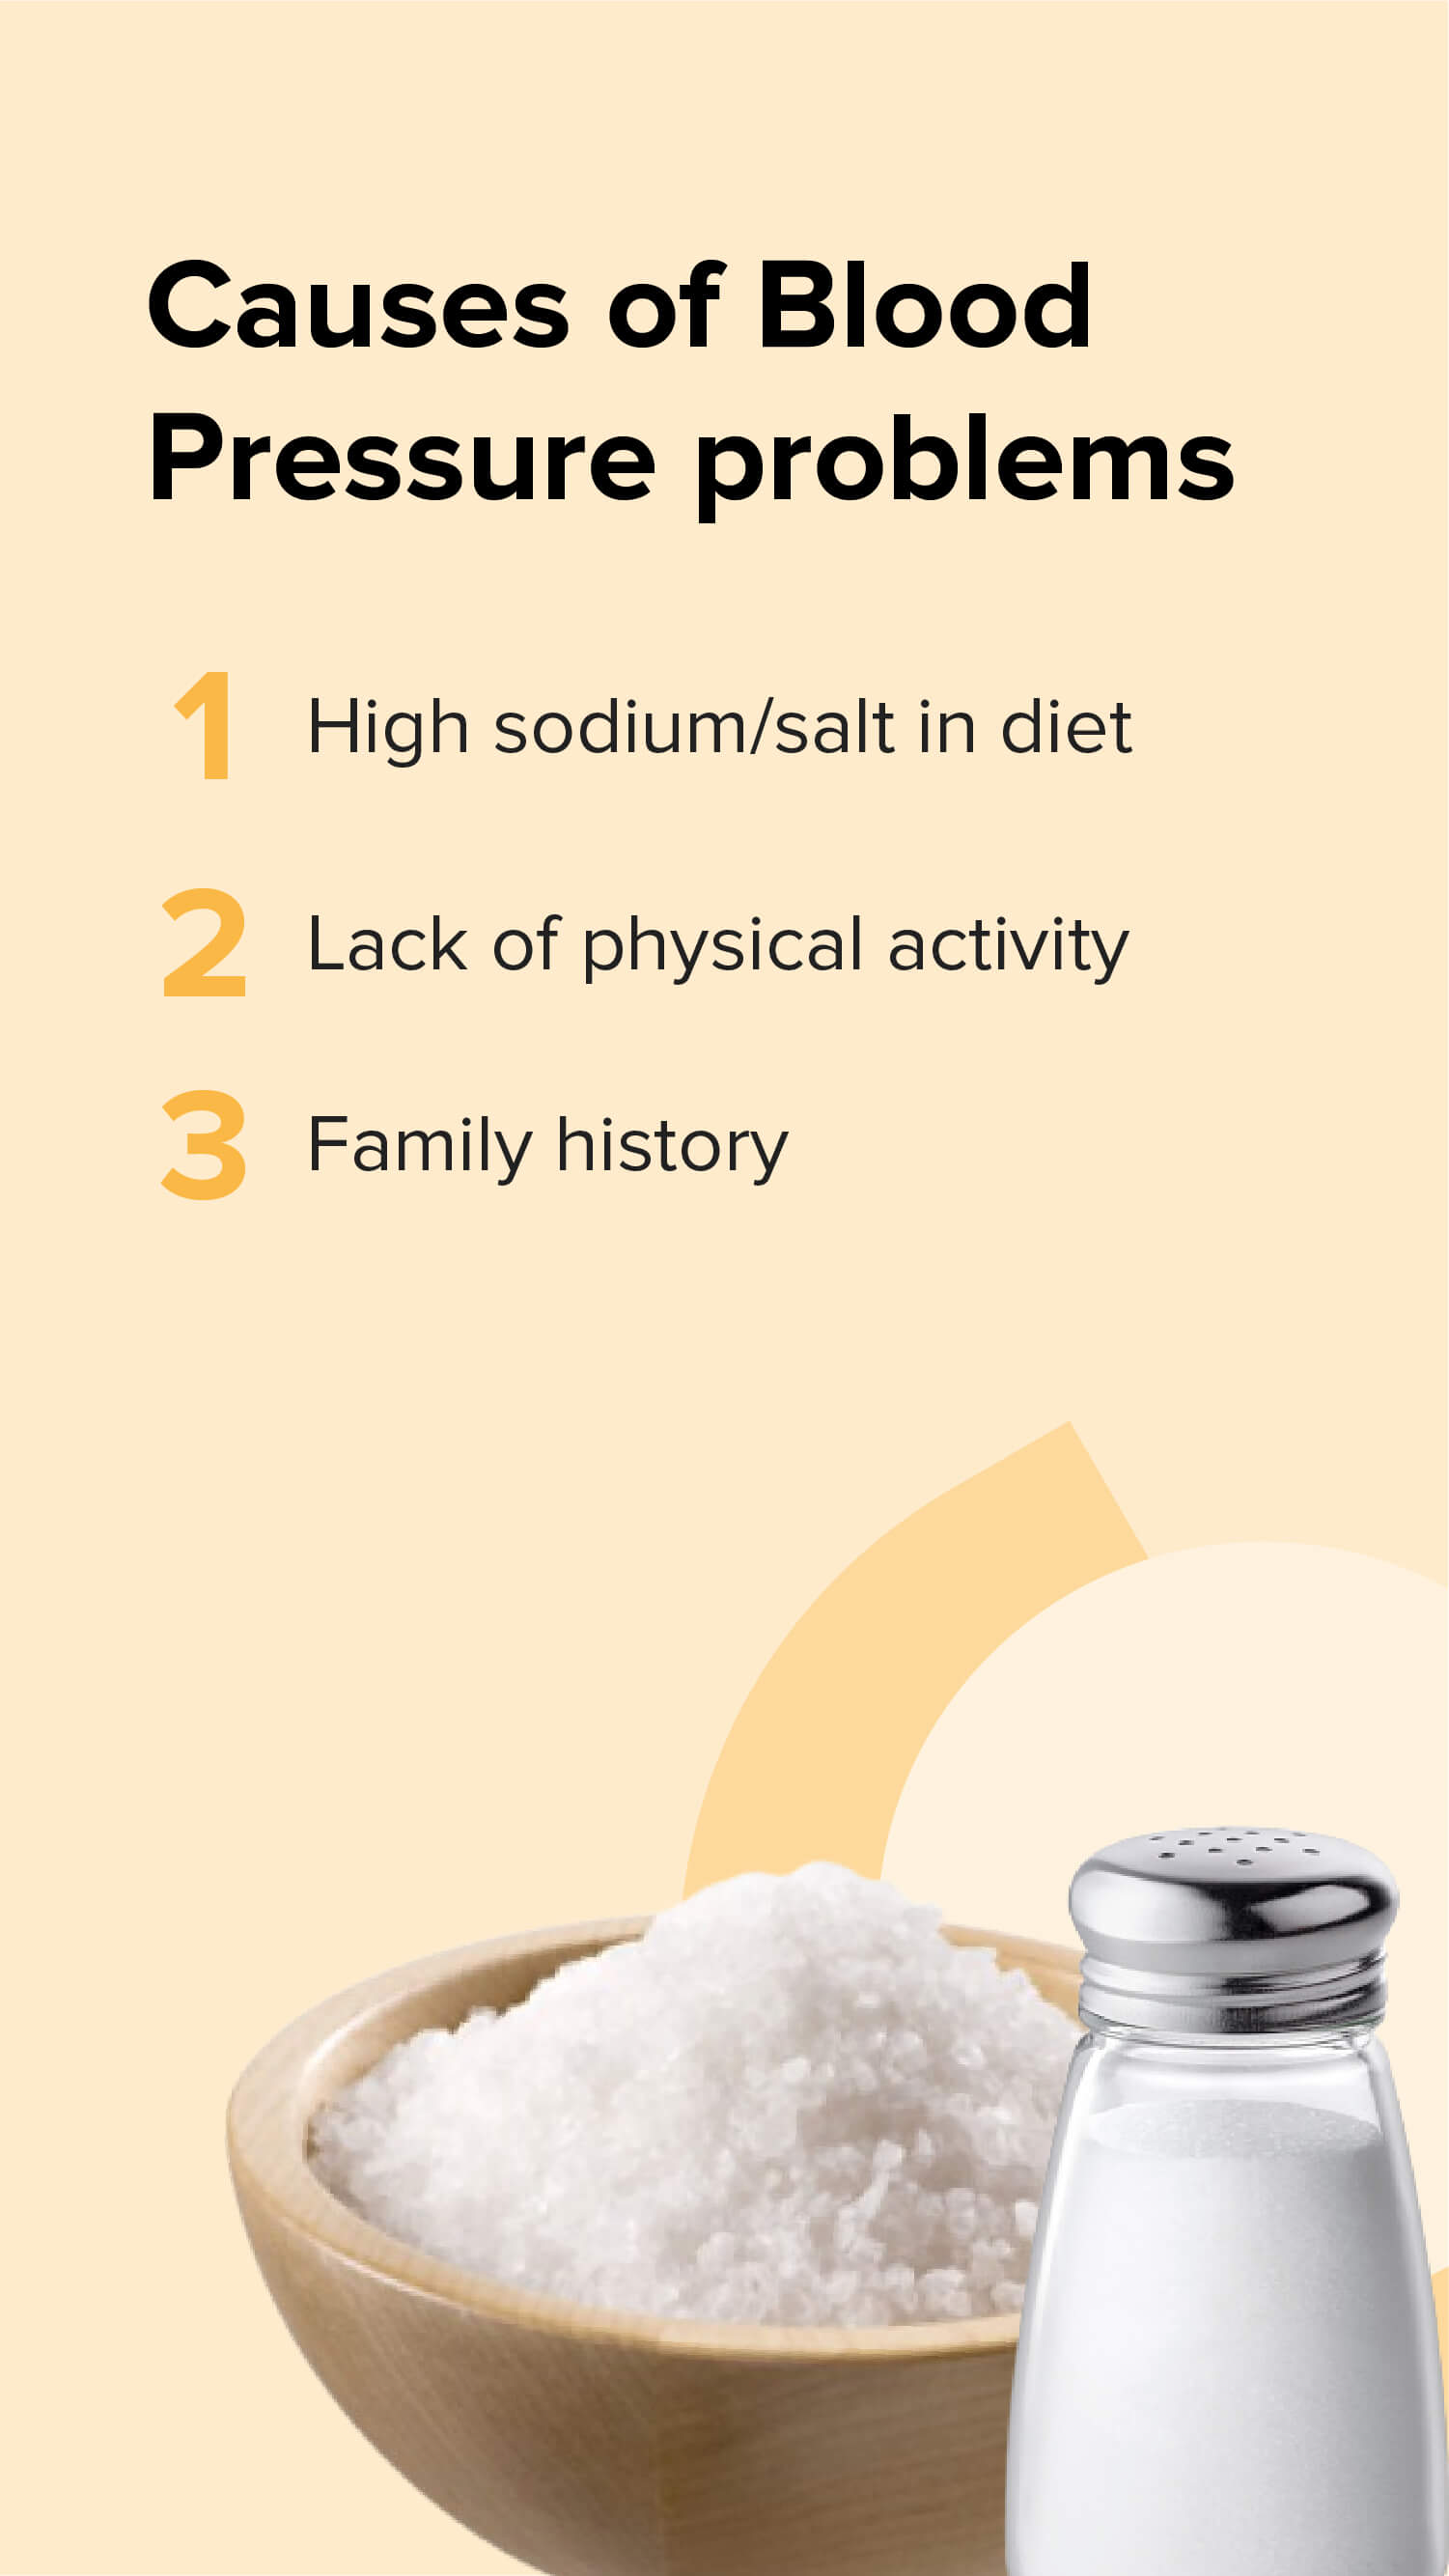 Causes of Blood
Pressure problems
1 High sodium/salt in diet
2 Lack of physical activity
3 Family history